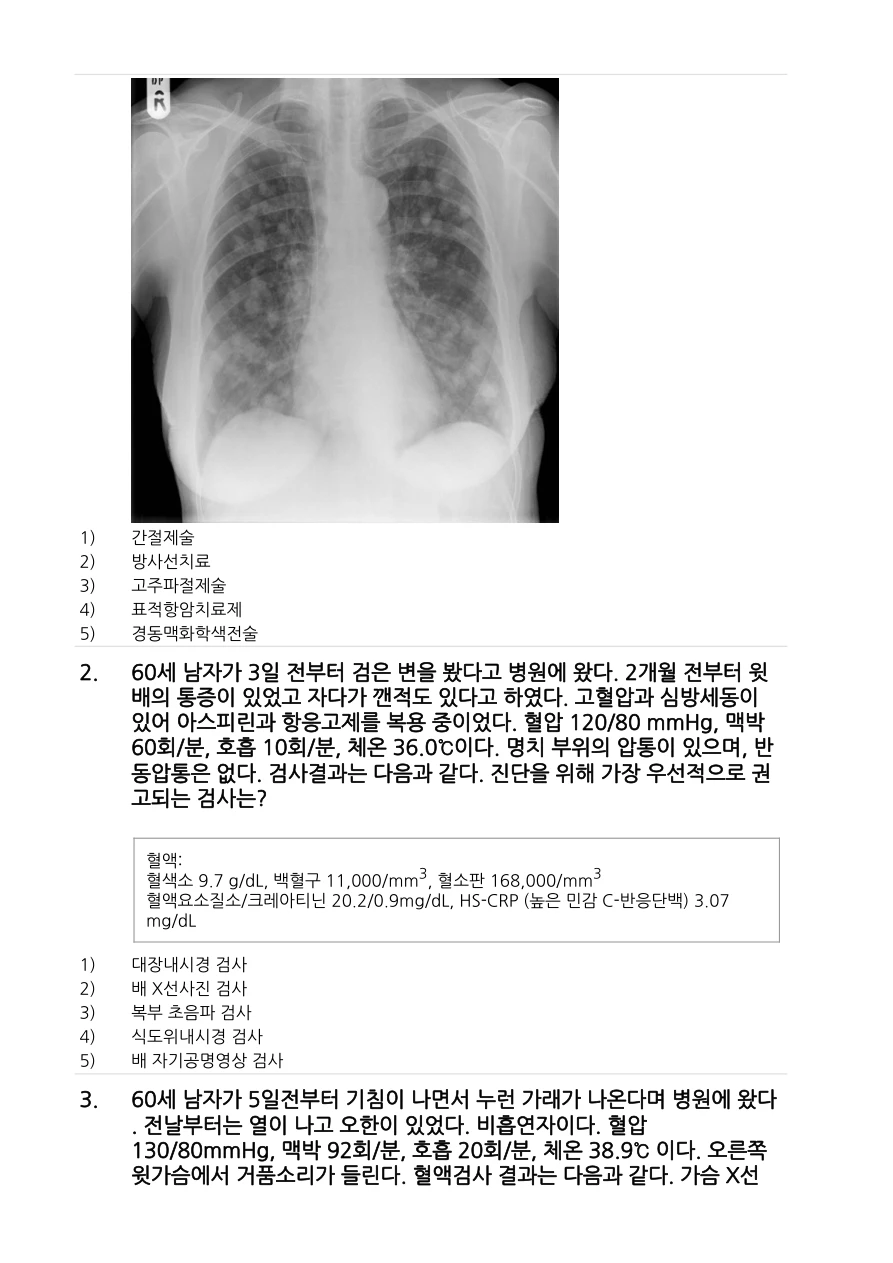 R
1) 간절제술
2) 방사선치료
3) 고주파절제술
4) 표적항암치료제
5) 경동맥화학색전술
2. 60세 남자가 3일 전부터 검은 변을 봤다고 병원에 왔다. 2개월 전부터 윗
배의 통증이 있었고 자다가 깬적도 있다고 하였다. 고혈압과 심방세동이
있어 아스피린과 항응고제를 복용 중이었다. 혈압 120/80 mmHg, 맥박
60회/분, 호흡 10회/분, 체온 36.0℃이다. 명치 부위의 압통이 있으며, 반
동압통은 없다. 검사결과는 다음과 같다. 진단을 위해 가장 우선적으로 권
고되는 검사는?
혈액:
혈색소 9.7 g/dL, 백혈구 11,000/mm³, 혈소판 168,000/mm³
혈액요소질소/크레아티닌 20.2/0.9mg/dL, HS-CRP (높은 민감 C-반응단백) 3.07
mg/dL
1) 대장내시경 검사
2) 배 X선사진 검사
3) 복부 초음파 검사
4) 식도위내시경 검사
5) 배 자기공명영상 검사
3. 60세 남자가 5일전부터 기침이 나면서 누런 가래가 나온다며 병원에 왔다
. 전날부터는 열이 나고 오한이 있었다. 비흡연자이다. 혈압
130/80mmHg, 맥박 92회/분, 호흡 20회/분, 체온 38.9℃ 이다. 오른쪽
윗가슴에서 거품소리가 들린다. 혈액검사 결과는 다음과 같다. 가슴 X선